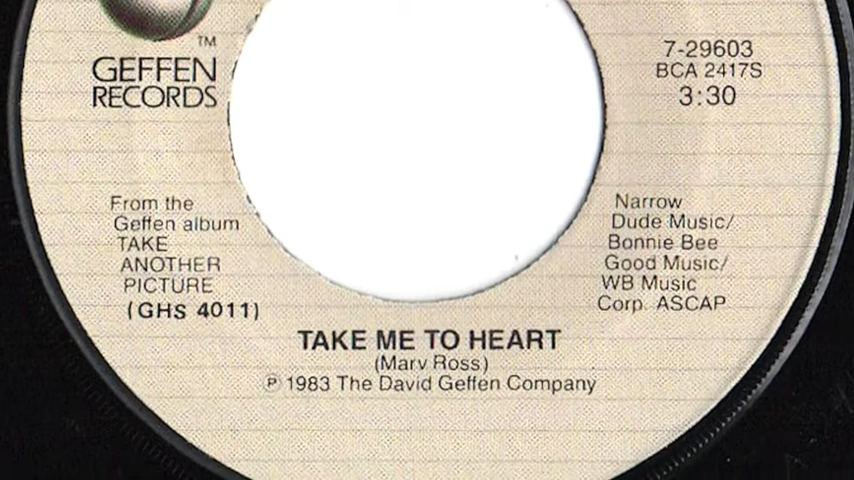 TM
GEFFEN
RECORDS
7-29603
BCA 2417S
3:30
From the
Geffen album
TAKE
ANOTHER
PICTURE
(GHS 4011)
Narrow
Dude Music/
Bonnie Bee
Good Music/
WB Music
Corp. ASCAP
TAKE ME TO HEART
(Marv Ross)
Ⓟ 1983 The David Geffen Company